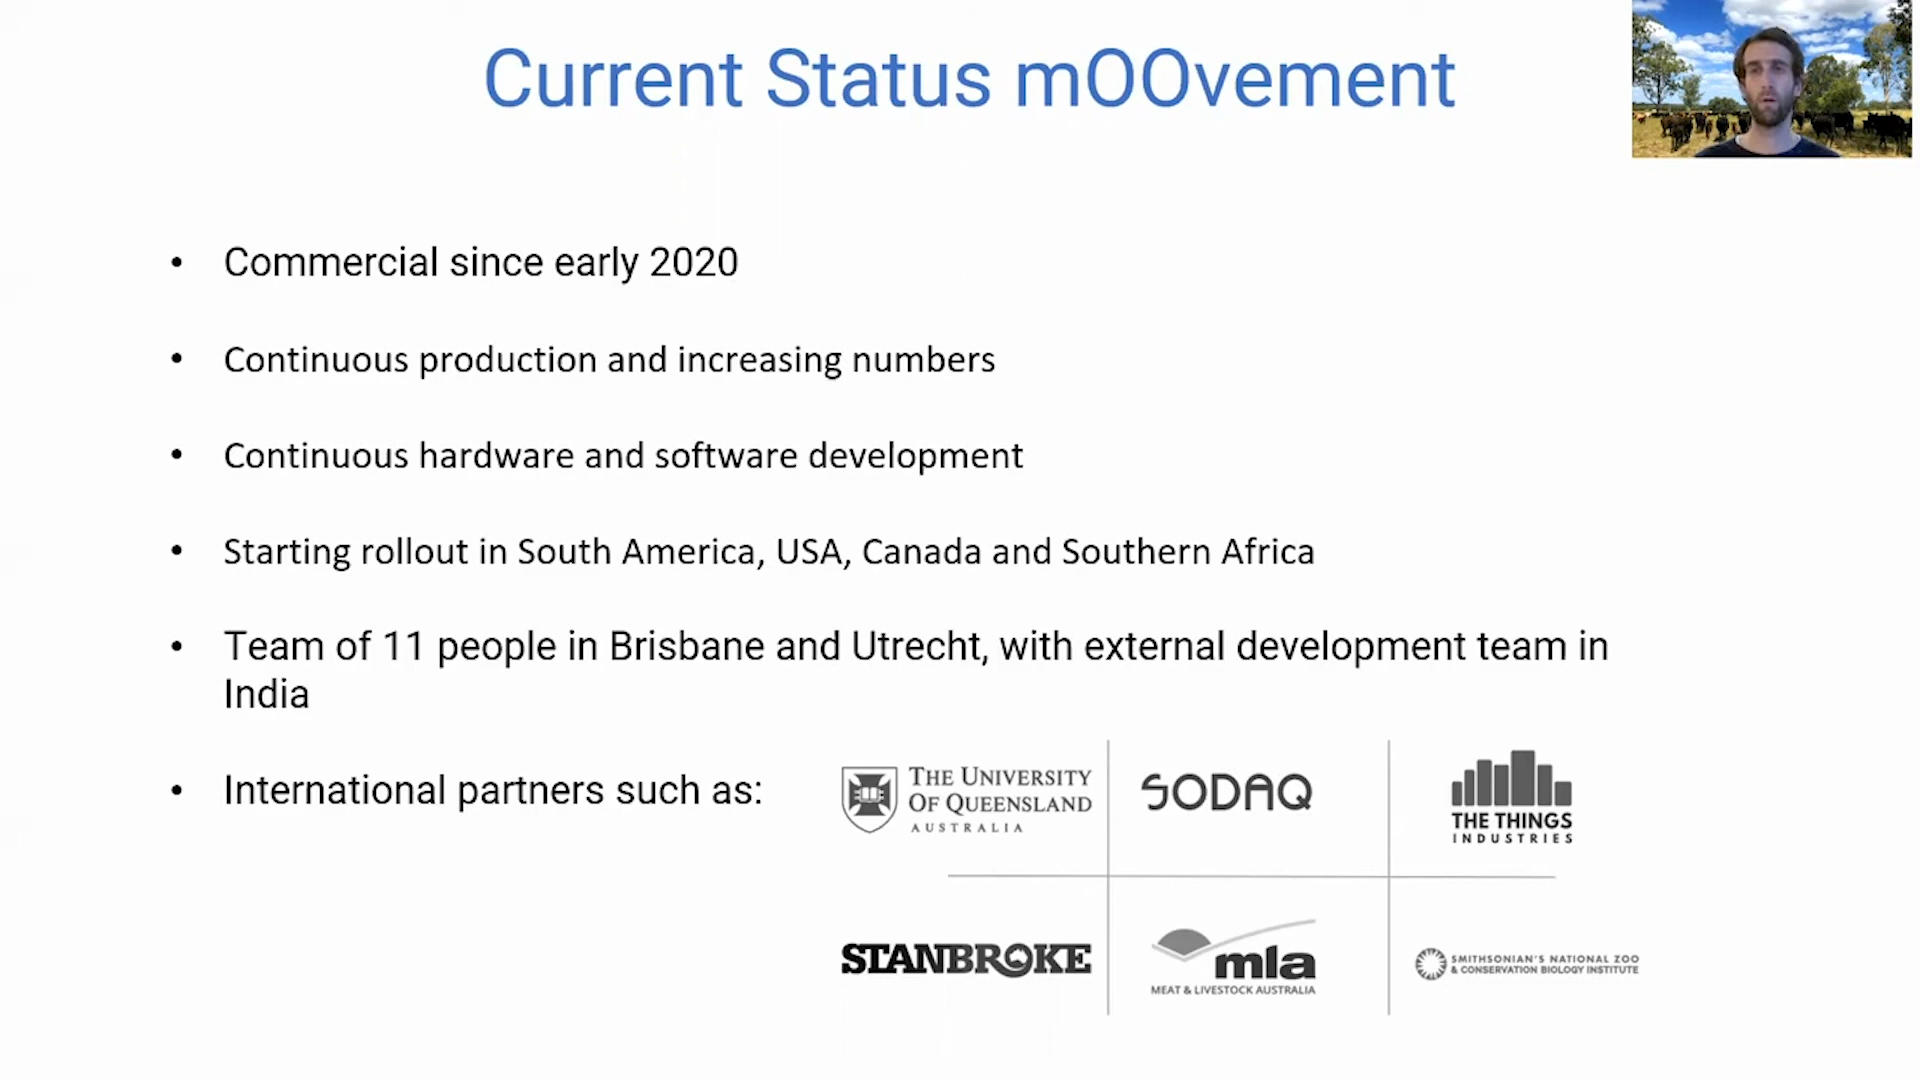 Current Status mOOvement
• Commercial since early 2020
• Continuous production and increasing numbers
• Continuous hardware and software development
• Starting rollout in South America, USA, Canada and Southern Africa
• Team of 11 people in Brisbane and Utrecht, with external development team in
India
• International partners such as:
THE UNIVERSITY
OF QUEENSLAND
AUSTRALIA
SODAQ
THE THINGS
INDUSTRIES
STANBROKE
mla
MEAT & LIVESTOCK AUSTRALIA
SMITHSONIAN'S NATIONAL ZOO
& CONSERVATION BIOLOGY INSTITUTE